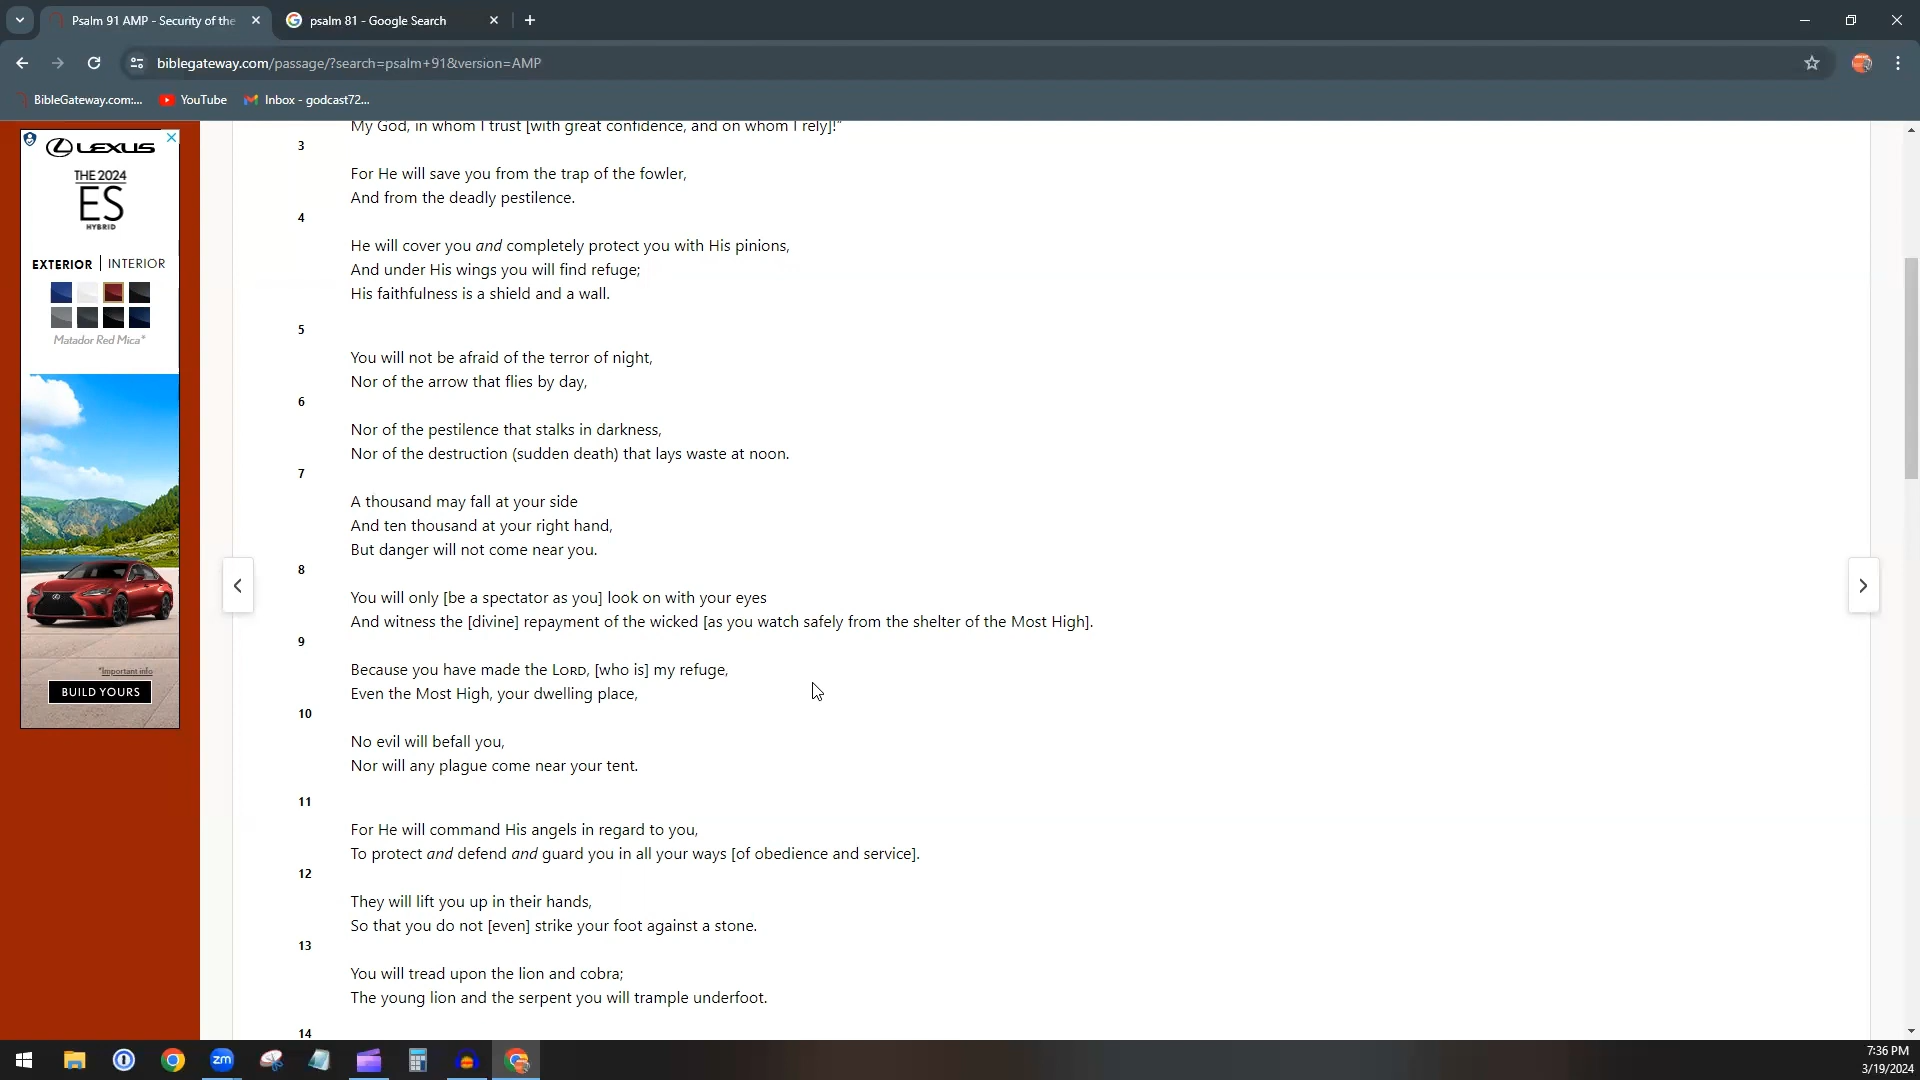 Psalm 91 AMP - Security of the
psalm 81 - Google Search
biblegateway.com/passage/?search=psalm+91&version=AMP
BibleGateway.com:...
YouTube
Inbox - godcast72...
LEXUS
THE 2024
ES
HYBRID
EXTERIOR | INTERIOR
Matador Red Mica*
*Important info
BUILD YOURS
My God, in whom I trust [with great confidence, and on whom I rely]!"
3
For He will save you from the trap of the fowler,
And from the deadly pestilence.
4
He will cover you and completely protect you with His pinions,
And under His wings you will find refuge;
His faithfulness is a shield and a wall.
5
You will not be afraid of the terror of night,
Nor of the arrow that flies by day,
6
Nor of the pestilence that stalks in darkness,
Nor of the destruction (sudden death) that lays waste at noon.
7
A thousand may fall at your side
And ten thousand at your right hand,
But danger will not come near you.
8
You will only [be a spectator as you] look on with your eyes
And witness the [divine] repayment of the wicked [as you watch safely from the shelter of the Most High].
9
Because you have made the LORD, [who is] my refuge,
Even the Most High, your dwelling place,
10
No evil will befall you,
Nor will any plague come near your tent.
11
For He will command His angels in regard to you,
To protect and defend and guard you in all your ways [of obedience and service].
12
They will lift you up in their hands,
So that you do not [even] strike your foot against a stone.
13
You will tread upon the lion and cobra;
The young lion and the serpent you will trample underfoot.
14
zm
7:36 PM
3/19/2024